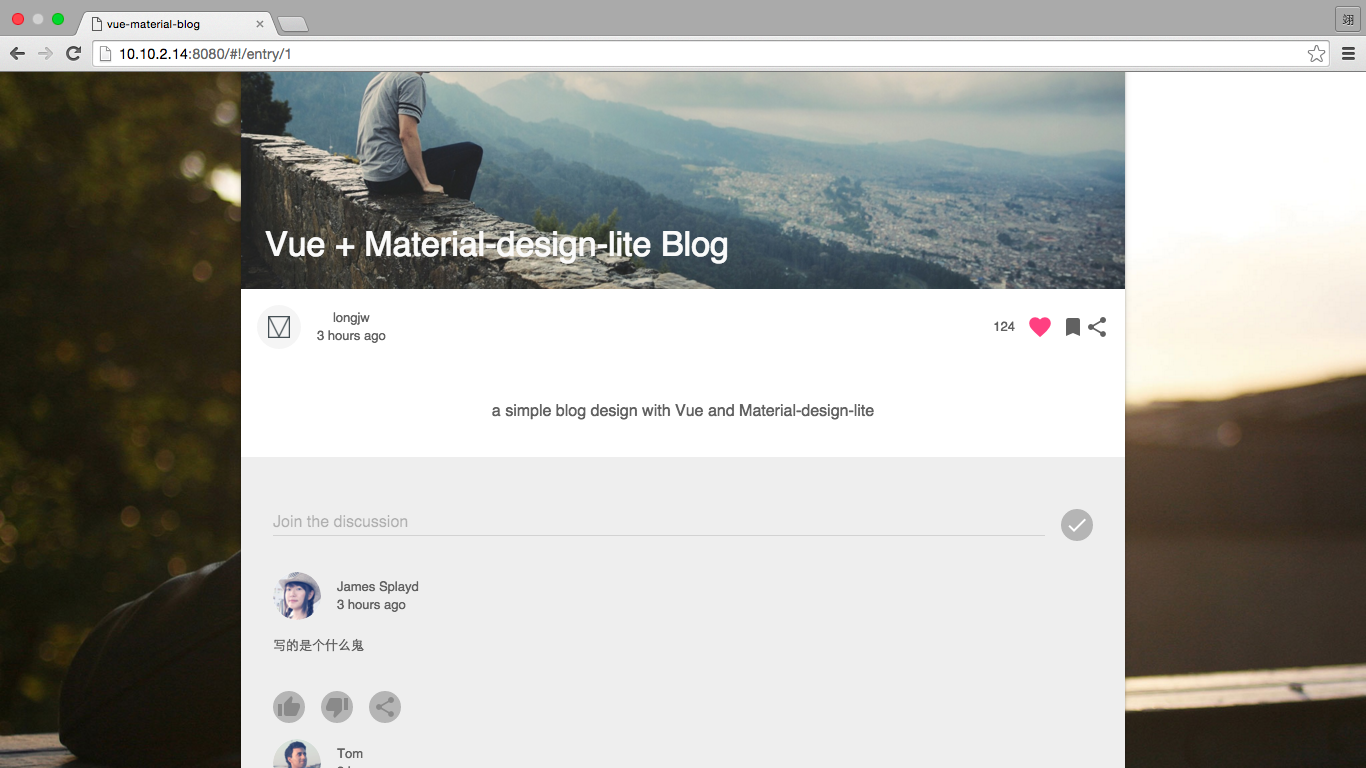 vue-material-blog
翊
10.10.2.14:8080/#!/entry/1
Vue + Material-design-lite Blog
longjw
3 hours ago
124
a simple blog design with Vue and Material-design-lite
Join the discussion
James Splayd
3 hours ago
写的是个什么鬼
Tom